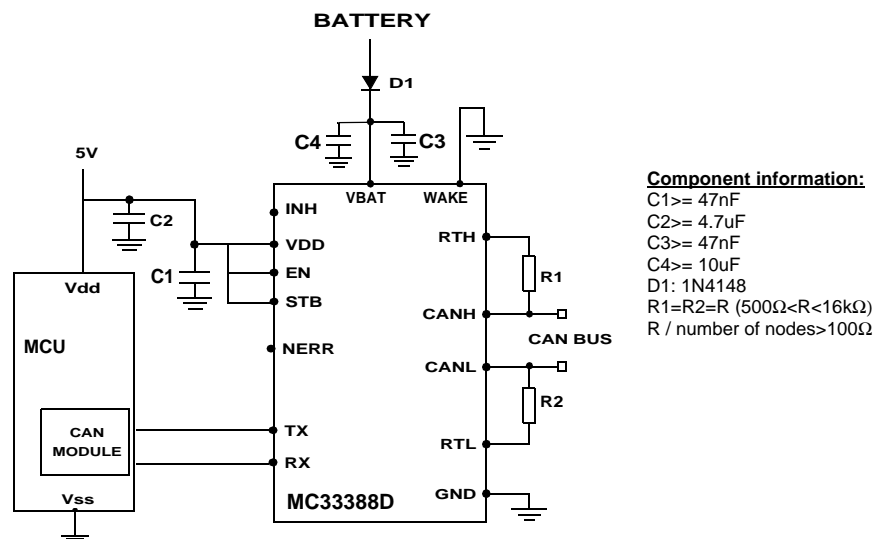 BATTERY
D1
C4
C3
5V
C2
C1
VBAT
WAKE
INH
VDD
EN
STB
NERR
TX
RX
RTH
CANH
CANL
RTL
GND
MC33388D
R1
CAN BUS
R2
Vdd
MCU
CAN
MODULE
Vss
Component information:
C1>= 47nF
C2>= 4.7uF
C3>= 47nF
C4>= 10uF
D1: 1N4148
R1=R2=R (500Ω<R<16kΩ)
R / number of nodes>100Ω